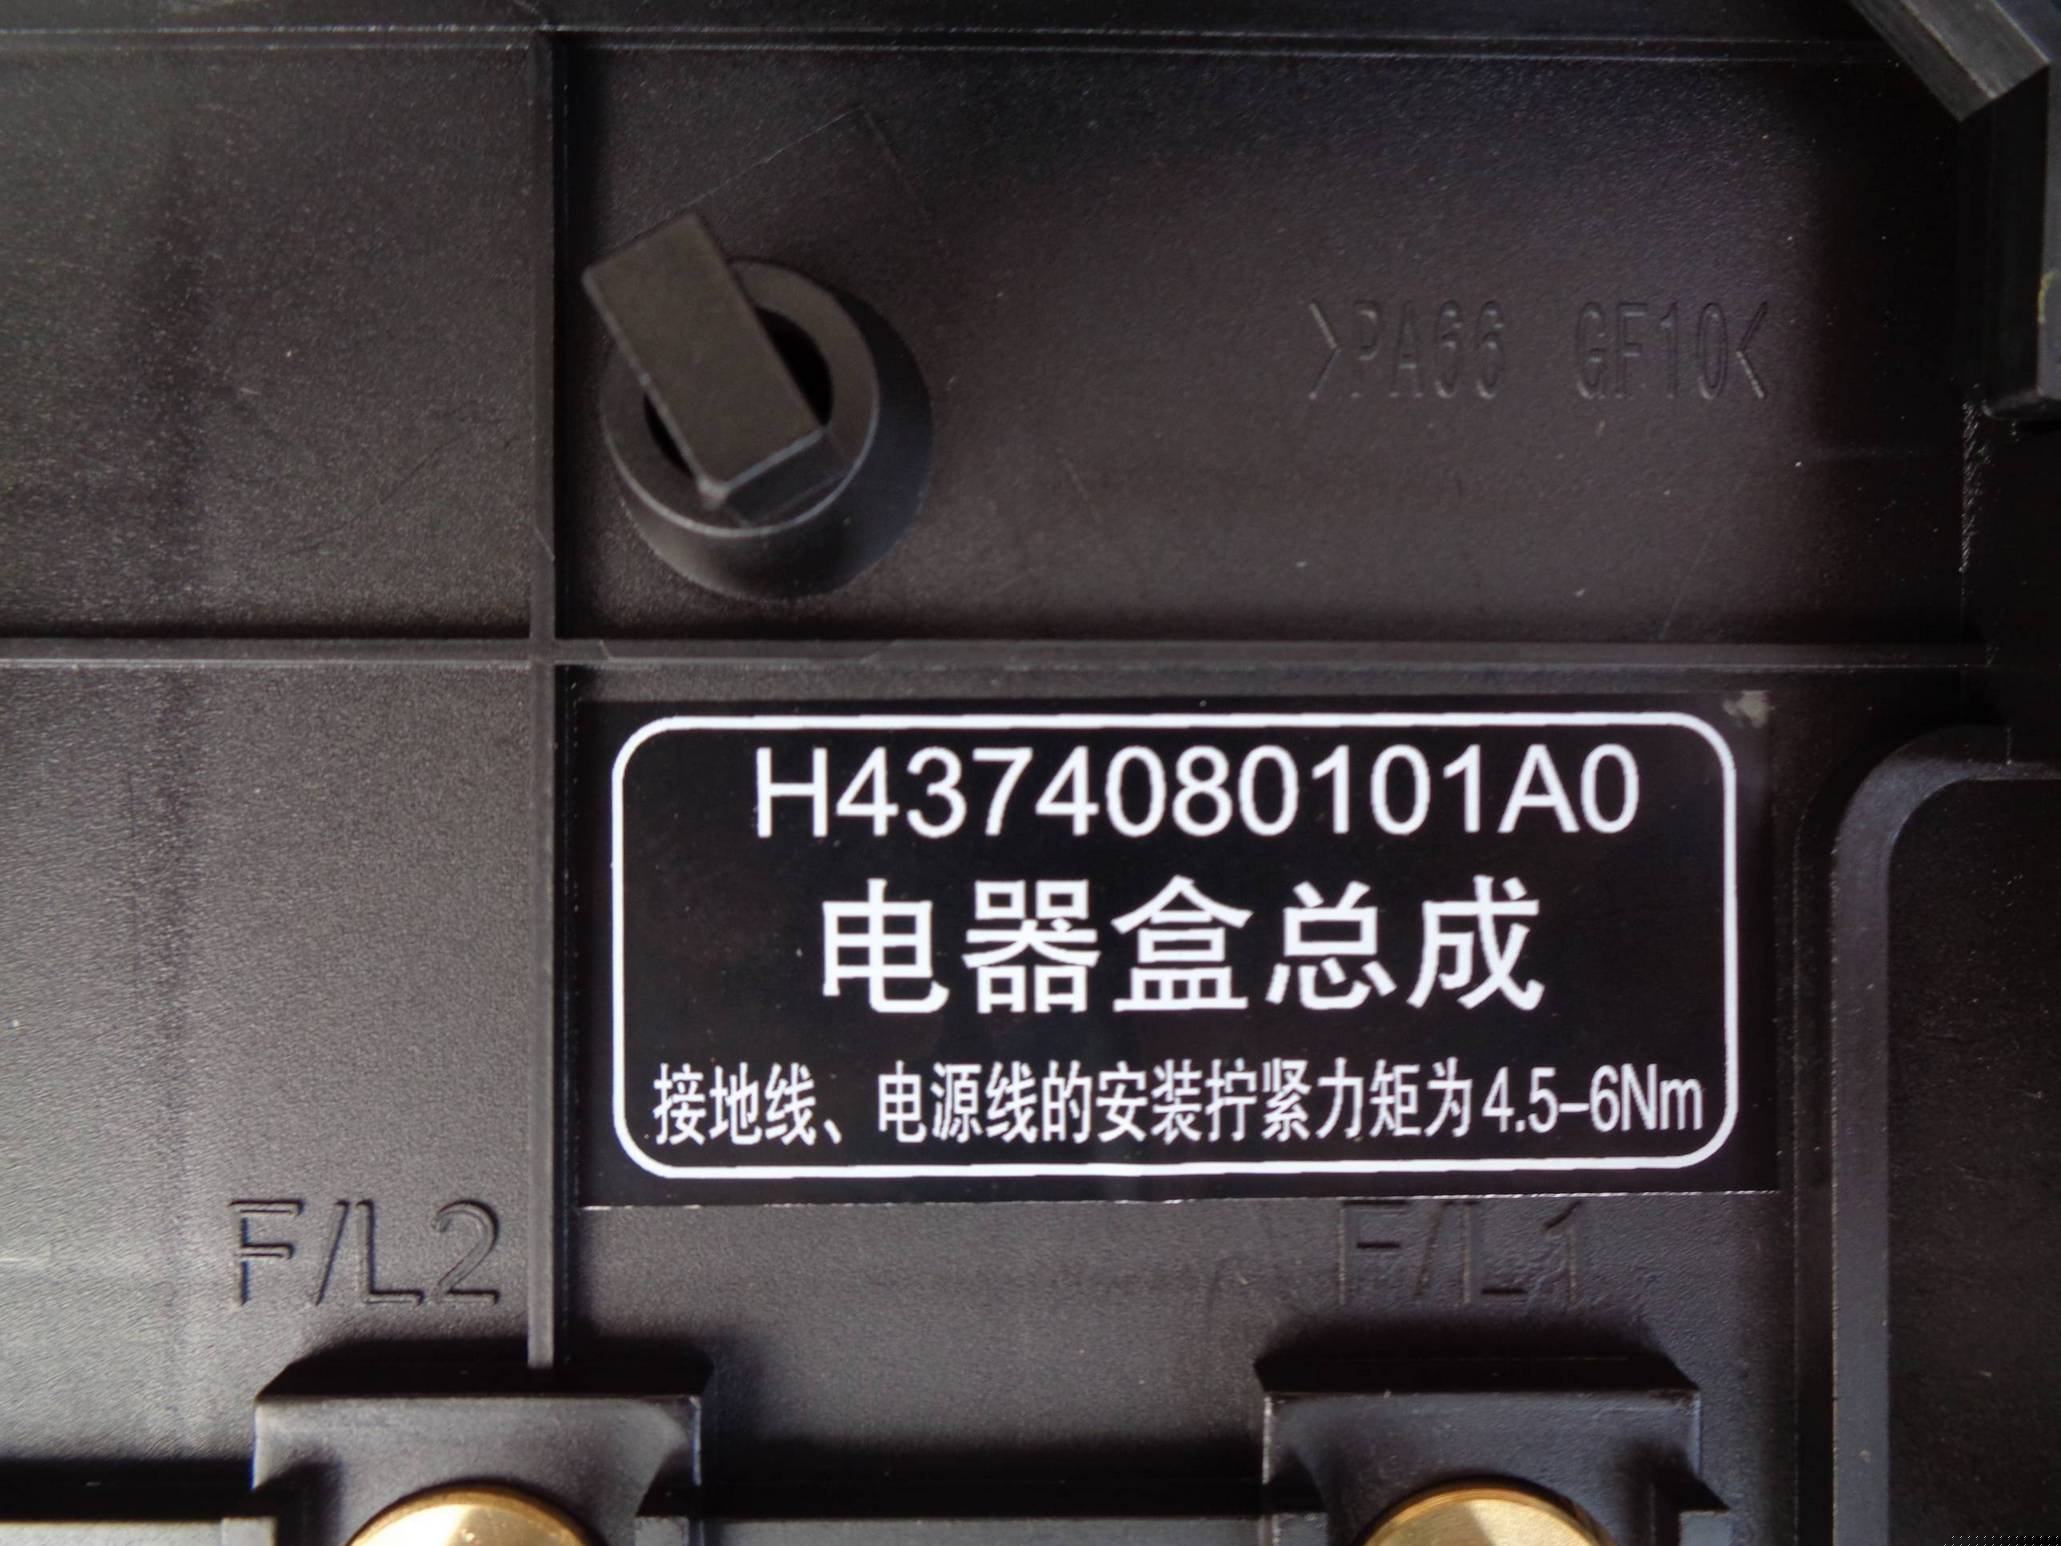 >PA66 GF10<
H4374080101A0
电器盒总成
接地线、电源线的安装拧紧力矩为4.5-6Nm
F/L2
F/L1